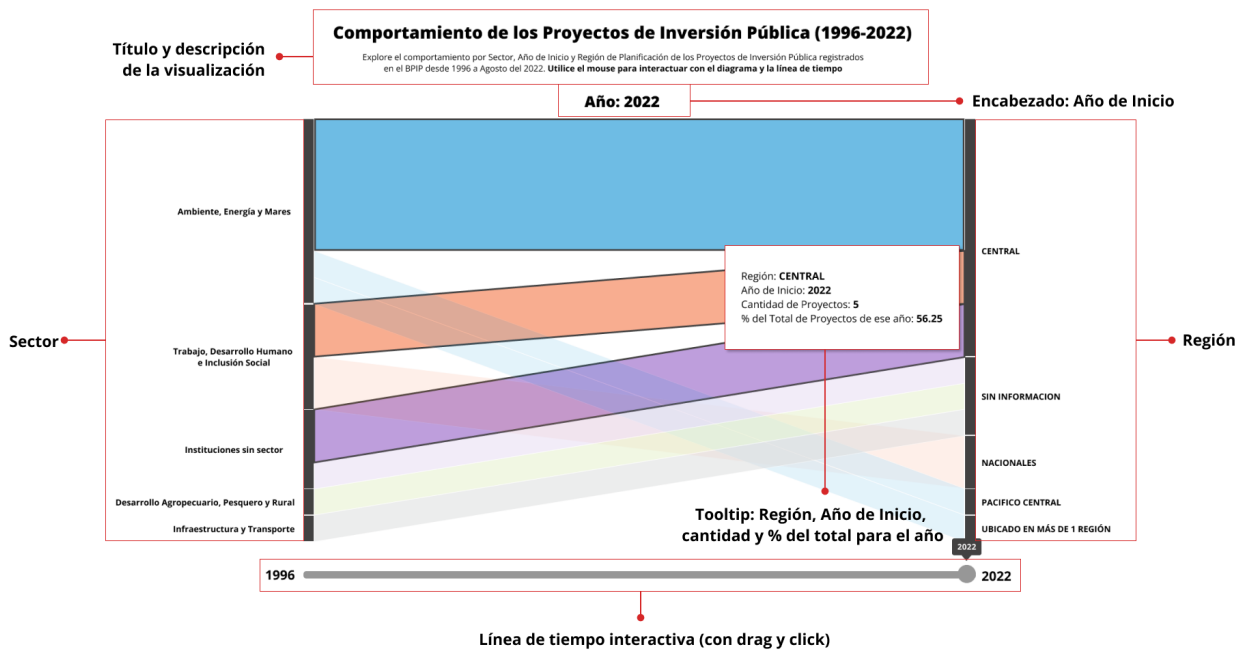 Comportamiento de los Proyectos de Inversión Pública (1996-2022)
Título y descripción
de la visualización
Explore el comportamiento por Sector, Año de Inicio y Región de Planificación de los Proyectos de Inversión Pública registrados
en el BPIP desde 1996 a Agosto del 2022. Utilice el mouse para interactuar con el diagrama y la línea de tiempo
Año: 2022
Encabezado: Año de Inicio
Ambiente, Energía y Mares
CENTRAL
Región: CENTRAL
Año de Inicio: 2022
Cantidad de Proyectos: 5
% del Total de Proyectos de ese año: 56.25
Sector
Región
Trabajo, Desarrollo Humano
e Inclusión Social
SIN INFORMACION
Instituciones sin sector
NACIONALES
Desarrollo Agropecuario, Pesquero y Rural
PACIFICO CENTRAL
Infraestructura y Transporte
UBICADO EN MÁS DE 1 REGIÓN
Tooltip: Región, Año de Inicio,
cantidad y % del total para el año
2022
1996
2022
Línea de tiempo interactiva (con drag y click)